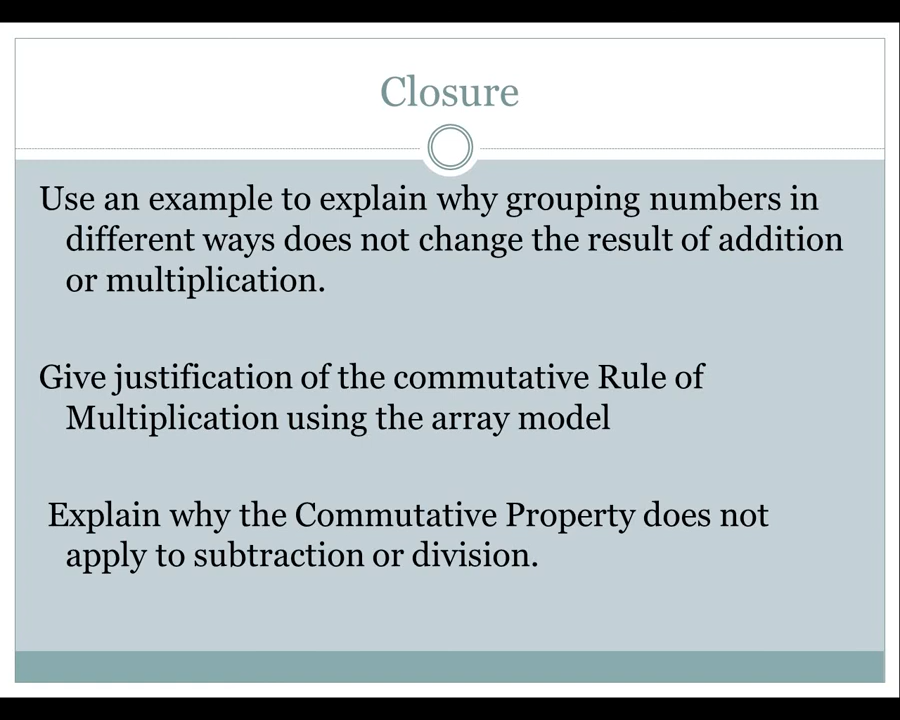 Closure
Use an example to explain why grouping numbers in
different ways does not change the result of addition
or multiplication.
Give justification of the commutative Rule of
Multiplication using the array model
Explain why the Commutative Property does not
apply to subtraction or division.